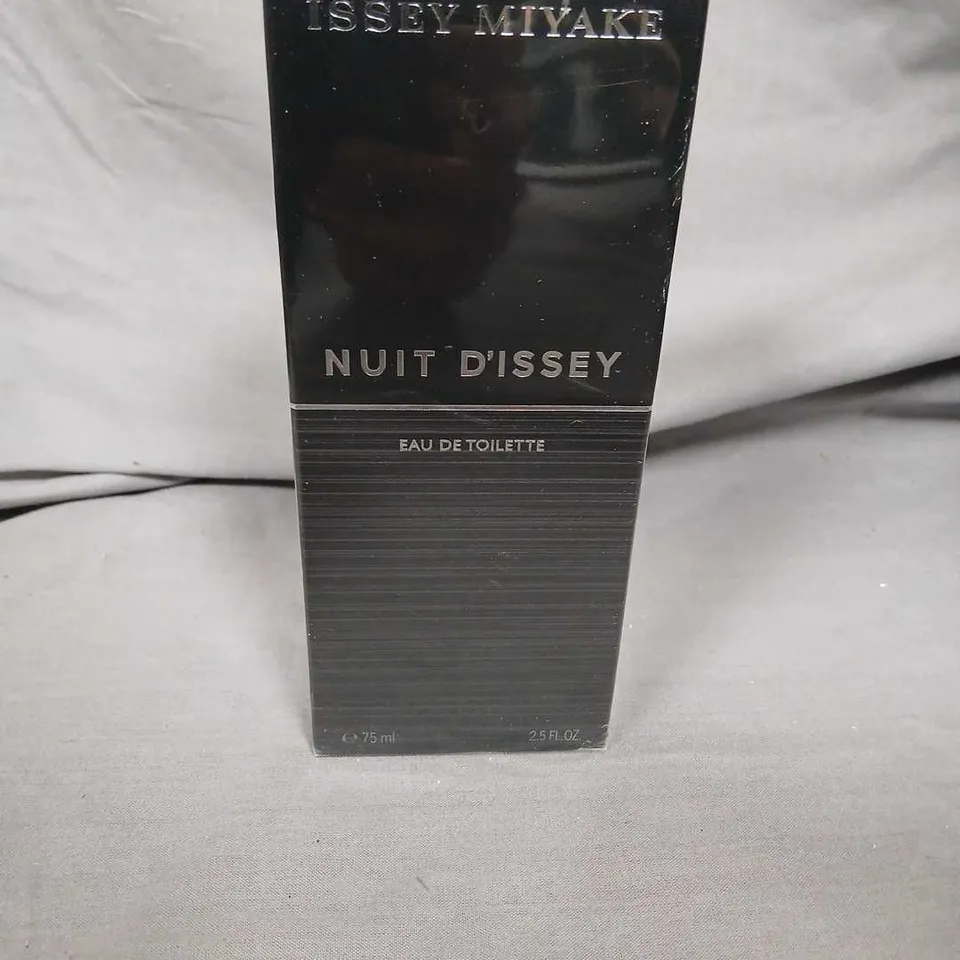 ISSEY MIYAKE
NUIT D'ISSEY
EAU DE TOILETTE
℮ 75 ml 2.5 FL.OZ.